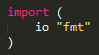 import (
    io "fmt"
)